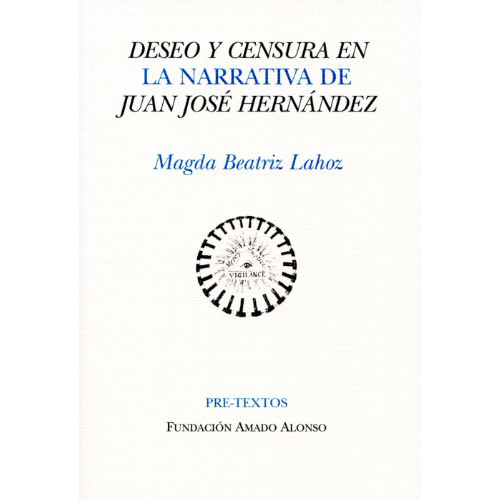 DESEO Y CENSURA EN
LA NARRATIVA DE
JUAN JOSÉ HERNÁNDEZ
Magda Beatriz Lahoz
VIGILANCE
PRE-TEXTOS
FUNDACIÓN AMADO ALONSO